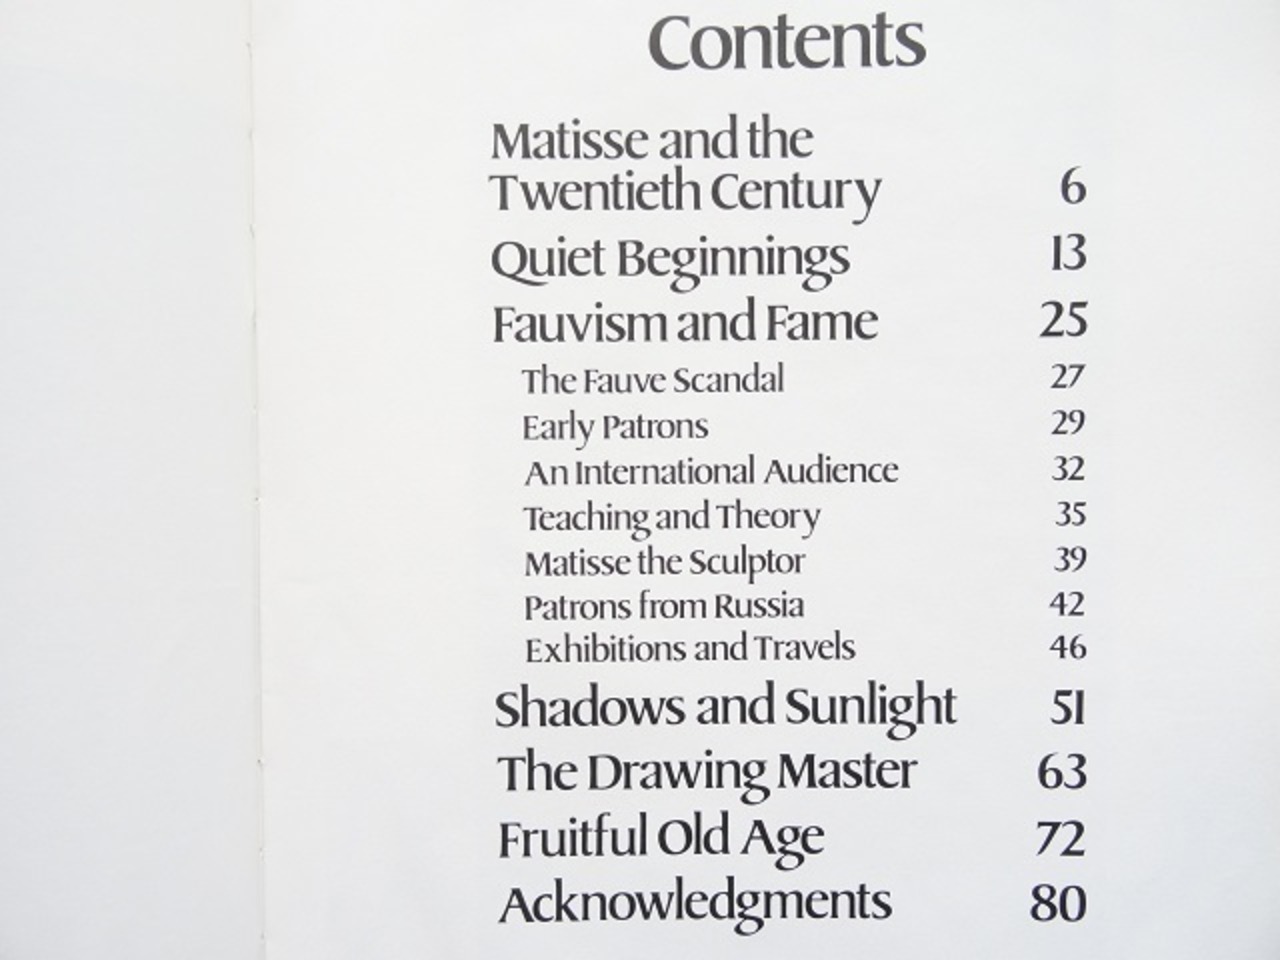 Contents
Matisse and the
Twentieth Century 6
Quiet Beginnings 13
Fauvism and Fame 25
The Fauve Scandal 27
Early Patrons 29
An International Audience 32
Teaching and Theory 35
Matisse the Sculptor 39
Patrons from Russia 42
Exhibitions and Travels 46
Shadows and Sunlight 51
The Drawing Master 63
Fruitful Old Age 72
Acknowledgments 80